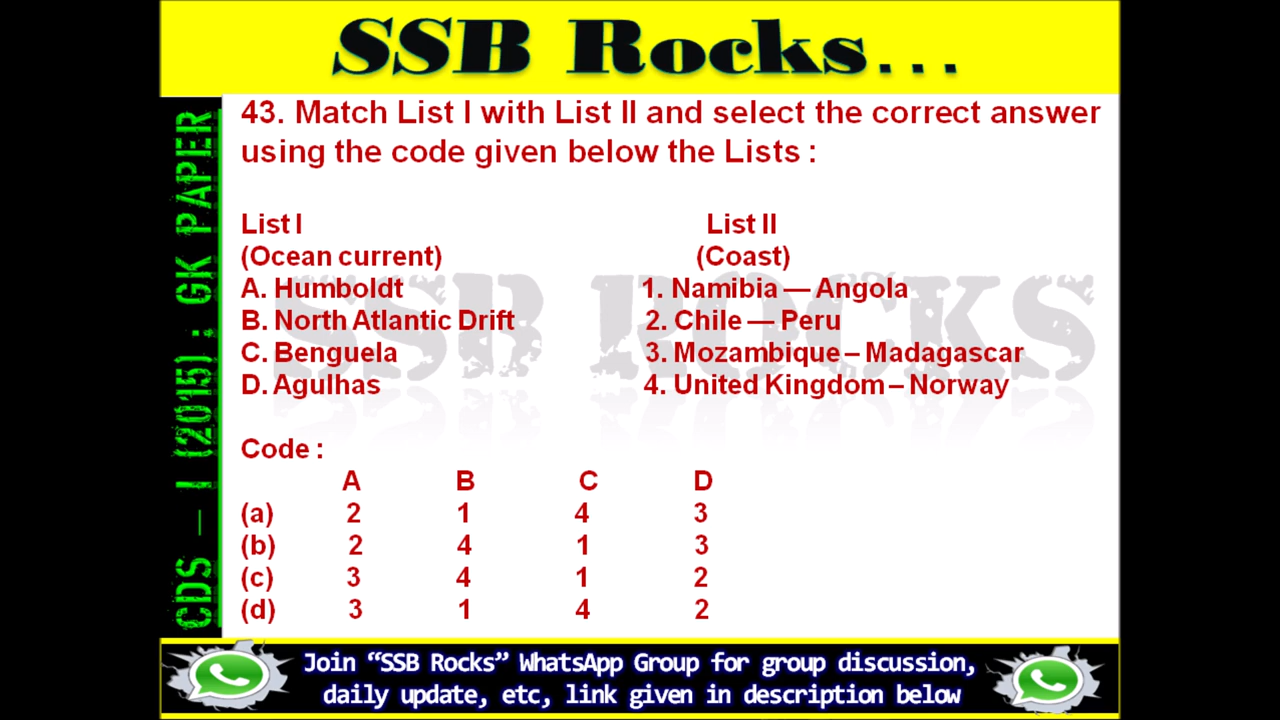 SSB Rocks...
CDS – I (2015) : GK PAPER
43. Match List I with List II and select the correct answer
using the code given below the Lists :
List I List II
(Ocean current) (Coast)
A. Humboldt 1. Namibia — Angola
B. North Atlantic Drift 2. Chile — Peru
C. Benguela 3. Mozambique – Madagascar
D. Agulhas 4. United Kingdom – Norway
SSB ROCKS
Code :
A B C D
(a) 2 1 4 3
(b) 2 4 1 3
(c) 3 4 1 2
(d) 3 1 4 2
Join “SSB Rocks” WhatsApp Group for group discussion,
daily update, etc, link given in description below